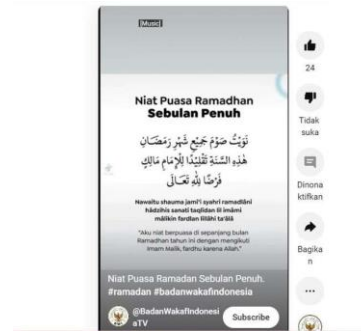 [Music]
24
Niat Puasa Ramadhan
Sebulan Penuh
Tidak
suka
نَوَيْتُ صَوْمَ جَمِيْعِ شَهْرِ رَمَضَانِ
هٰذِهِ السَّنَةِ تَقْلِيْدًا لِلْإِمَامِ مَالِكٍ
فَرْضًا لِلّٰهِ تَعَالَى
Dinona
ktifkan
Nawaitu shauma jamî'i syahri ramadlâni
hâdzihis sanati taqlîdan lil imâmi
mâlikin fardlan lillâhi ta'âlâ
"Aku niat berpuasa di sepanjang bulan
Ramadhan tahun ini dengan mengikuti
Imam Malik, fardhu karena Allah."
Bagika
n
Niat Puasa Ramadan Sebulan Penuh.
#ramadan #badanwakafindonesia
@BadanWakafIndonesi
aTV
Subscribe